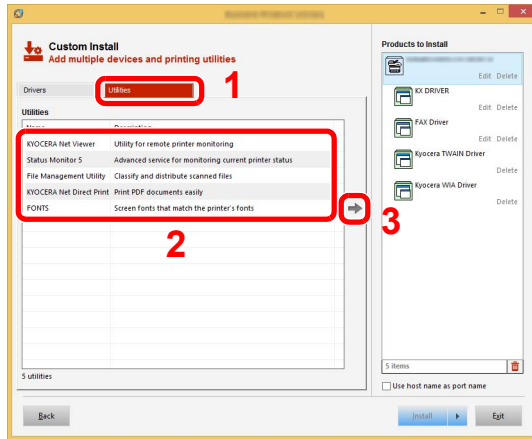 Custom Install
Add multiple devices and printing utilities
1
Drivers
Utilities
Utilities
Name Description
KYOCERA Net Viewer Utility for remote printer monitoring
Status Monitor 5 Advanced service for monitoring current printer status
File Management Utility Classify and distribute scanned files
KYOCERA Net Direct Print Print PDF documents easily
FONTS Screen fonts that match the printer's fonts
2
3
5 utilities
Products to Install
Edit Delete
KX DRIVER
Edit Delete
FAX Driver
Edit Delete
Kyocera TWAIN Driver
Delete
Kyocera WIA Driver
Delete
5 items
Use host name as port name
Back
Install
Exit